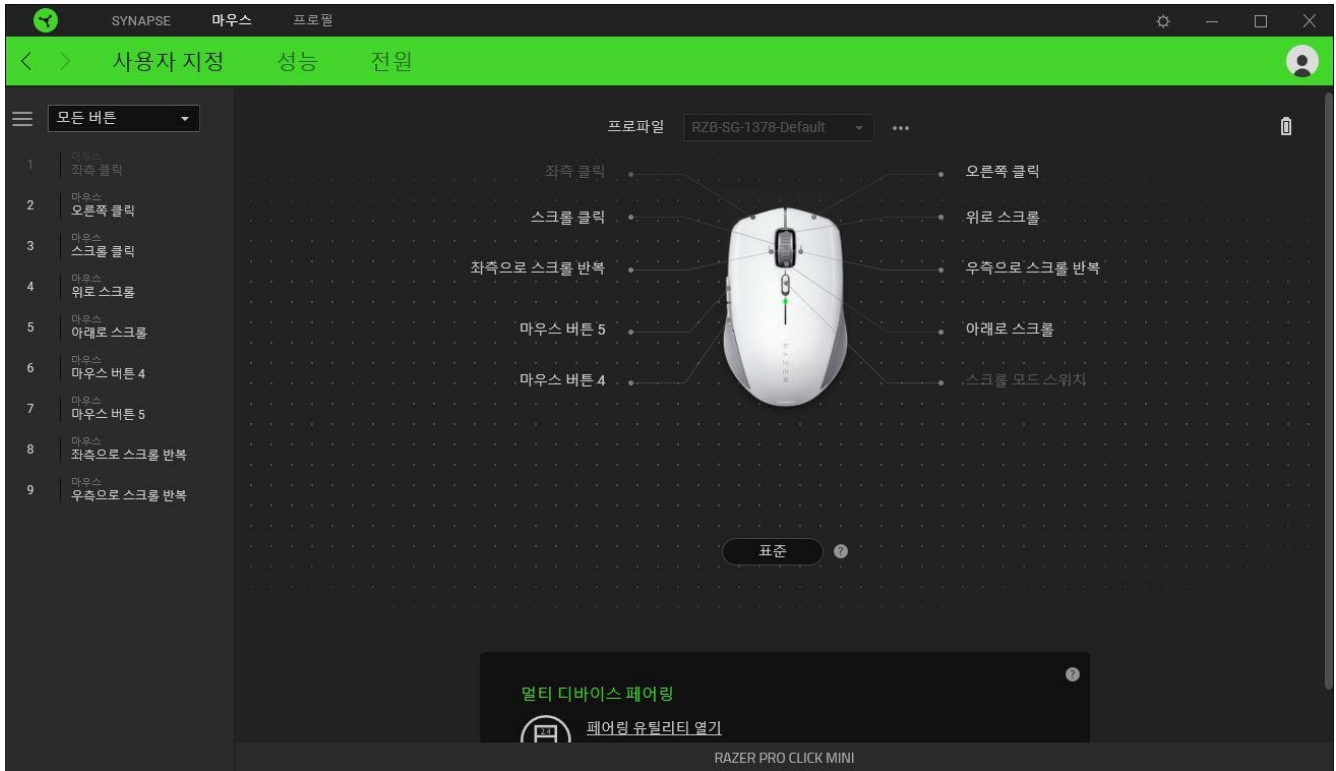 SYNAPSE 마우스 프로필
사용자 지정 성능 전원
모든 버튼
1 마우스
좌측 클릭
2 마우스
오른쪽 클릭
3 마우스
스크롤 클릭
4 마우스
위로 스크롤
5 마우스
아래로 스크롤
6 마우스
마우스 버튼 4
7 마우스
마우스 버튼 5
8 마우스
좌측으로 스크롤 반복
9 마우스
우측으로 스크롤 반복
프로파일 RZB-SG-1378-Default
좌측 클릭 오른쪽 클릭
스크롤 클릭 위로 스크롤
좌측으로 스크롤 반복 우측으로 스크롤 반복
마우스 버튼 5 아래로 스크롤
마우스 버튼 4 스크롤 모드 스위치
RAZER
표준 ?
?
멀티 디바이스 페어링
2.4 페어링 유틸리티 열기
RAZER PRO CLICK MINI